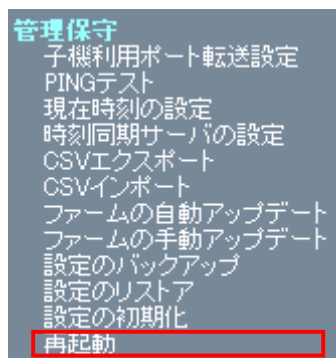 管理保守
子機利用ポート転送設定
PINGテスト
現在時刻の設定
時刻同期サーバの設定
CSVエクスポート
CSVインポート
ファームの自動アップデート
ファームの手動アップデート
設定のバックアップ
設定のリストア
設定の初期化
再起動